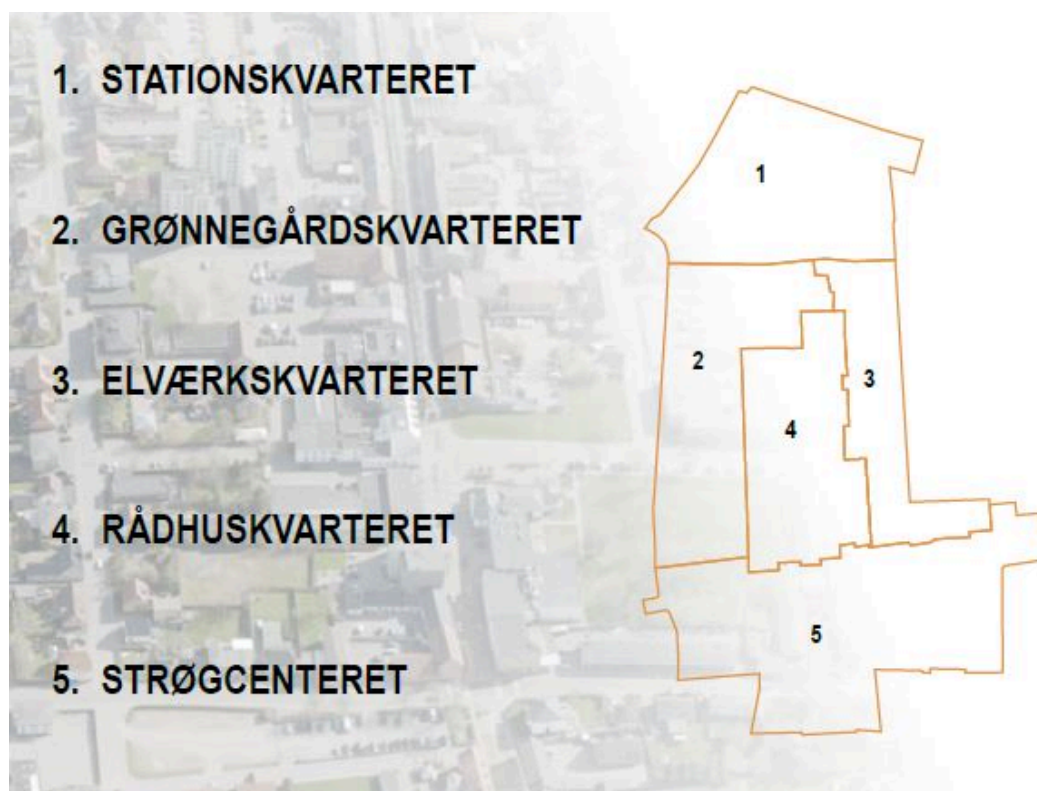 1. STATIONSKVARTERET
2. GRØNNEGÅRDSKVARTERET
3. ELVÆRKSKVARTERET
4. RÅDHUSKVARTERET
5. STRØGCENTERET
1
2
3
4
5